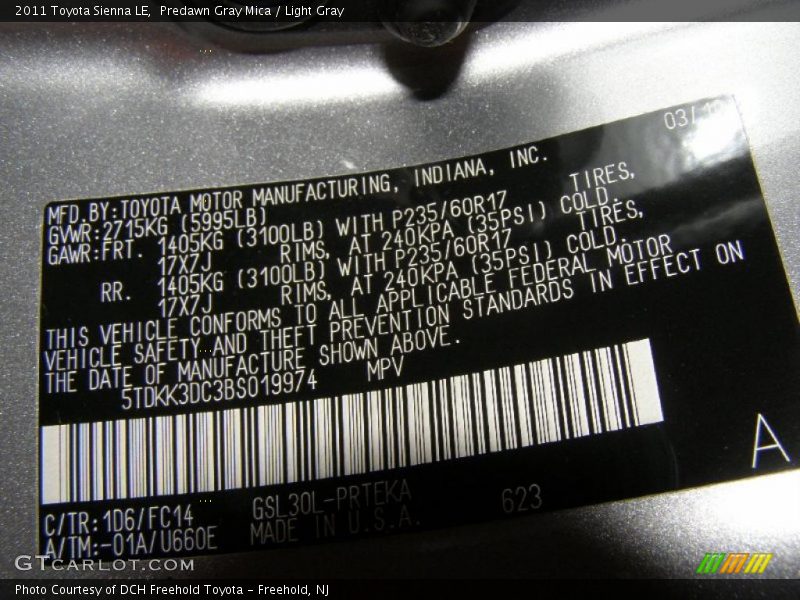 2011 Toyota Sienna LE, Predawn Gray Mica / Light Gray
03/
MFD.BY:TOYOTA MOTOR MANUFACTURING, INDIANA, INC.
GVWR:2715KG (5995LB)
GAWR:FRT. 1405KG (3100LB) WITH P235/60R17 TIRES,
17X7J RIMS, AT 240KPA (35PSI) COLD.
RR. 1405KG (3100LB) WITH P235/60R17 TIRES,
17X7J RIMS, AT 240KPA (35PSI) COLD.
THIS VEHICLE CONFORMS TO ALL APPLICABLE FEDERAL MOTOR
VEHICLE SAFETY AND THEFT PREVENTION STANDARDS IN EFFECT ON
THE DATE OF MANUFACTURE SHOWN ABOVE.
5TDKK3DC3BS019974 MPV
A
C/TR:1D6/FC14 GSL30L-PRTEKA 623
A/TM:-01A/U660E MADE IN U.S.A.
GTCARLOT.COM
Photo Courtesy of DCH Freehold Toyota - Freehold, NJ